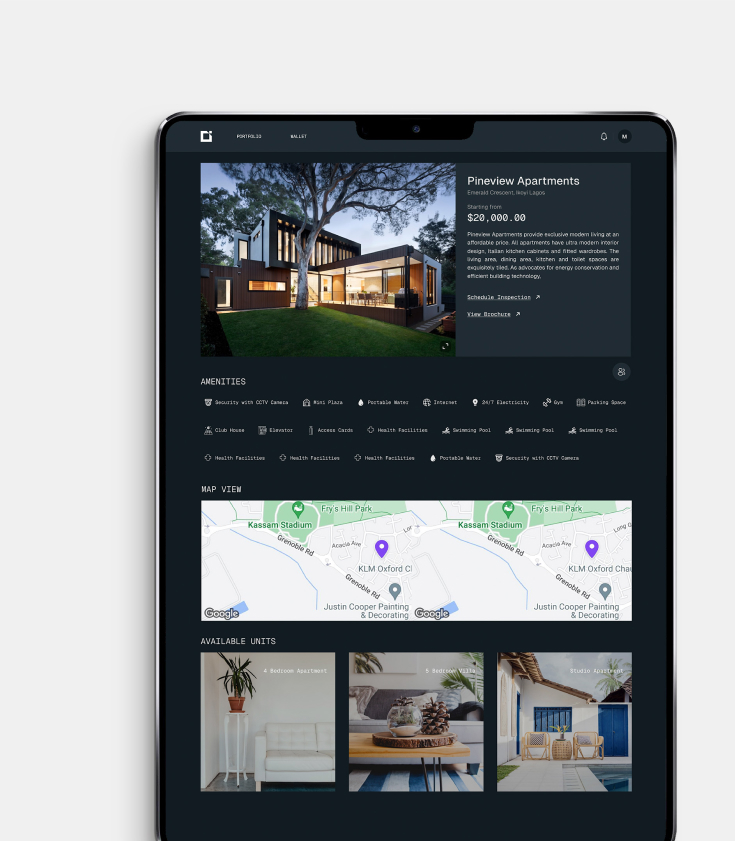 PORTFOLIO BALLET M
Pineview Apartments
Emerald Crescent, Ikoyi Lagos
Starting from
$20,000.00
Pineview Apartments provide exclusive modern living at an
affordable price. All apartments have ultra modern interior
design, Italian kitchen cabinets and fitted wardrobes. The
living area, dining area, kitchen and toilet spaces are
exquisitely tiled. As advocates for energy conservation and
efficient building technology,
Schedule Inspection
View Brochure
AMENITIES
Security with CCTV Camera Mini Plaza Portable Water Internet 24/7 Electricity Gym Parking Space
Club House Elevator Access Cards Health Facilities Swimming Pool Swimming Pool Swimming Pool
Health Facilities Health Facilities Health Facilities Portable Water Security with CCTV Camera
MAP VIEW
Fry's Hill Park Fry's Hill Park
Kassam Stadium Kassam Stadium
Grenoble Rd Acacia Ave Lon Grenoble Rd Acacia Ave Long G
KLM Oxford Cl KLM Oxford Chau
Grenoble Rd Grenoble Rd
Justin Cooper Painting Justin Cooper Painting
& Decorating & Decorating
Google Google
AVAILABLE UNITS
4 Bedroom Apartment 5 Bedroom Villa Studio Apartment